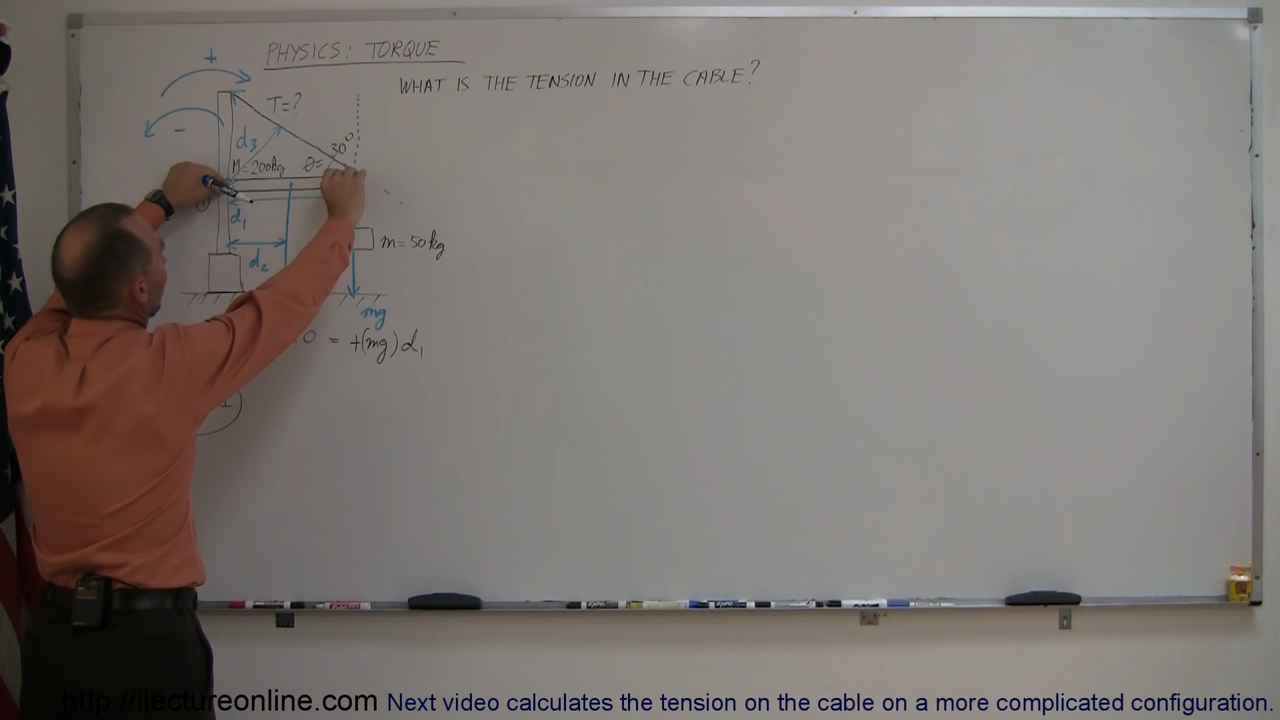 PHYSICS: TORQUE
WHAT IS THE TENSION IN THE CABLE?
+
T=?
-
d₃
30°
M=200kg θ=
①
d₁
m=50kg
d₂
mg
0 = +(mg)d₁
http://ilectureonline.com Next video calculates the tension on the cable on a more complicated configuration.